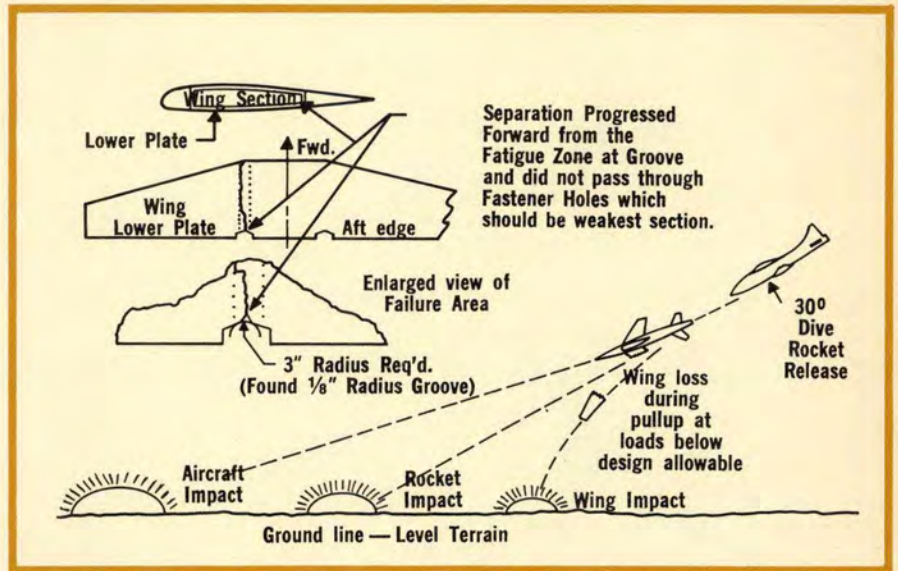 Wing Section
Lower Plate
Fwd.
Wing
Lower Plate
Aft edge
Separation Progressed
Forward from the
Fatigue Zone at Groove
and did not pass through
Fastener Holes which
should be weakest section.
Enlarged view of
Failure Area
3" Radius Req'd.
(Found ⅛" Radius Groove)
30º
Dive
Rocket
Release
Wing loss
during
pullup at
loads below
design allowable
Aircraft
Impact
Rocket
Impact
Wing Impact
Ground line — Level Terrain